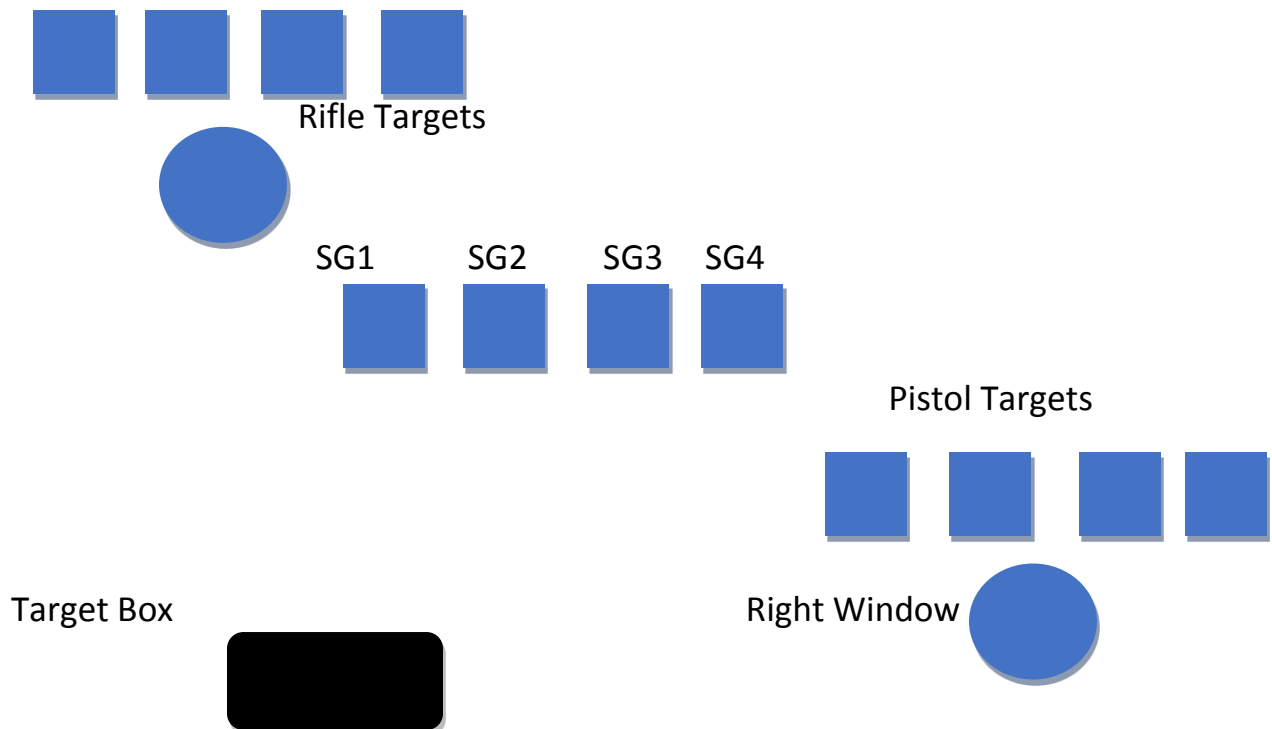 Rifle Targets
SG1 SG2 SG3 SG4
Pistol Targets
Target Box
Right Window